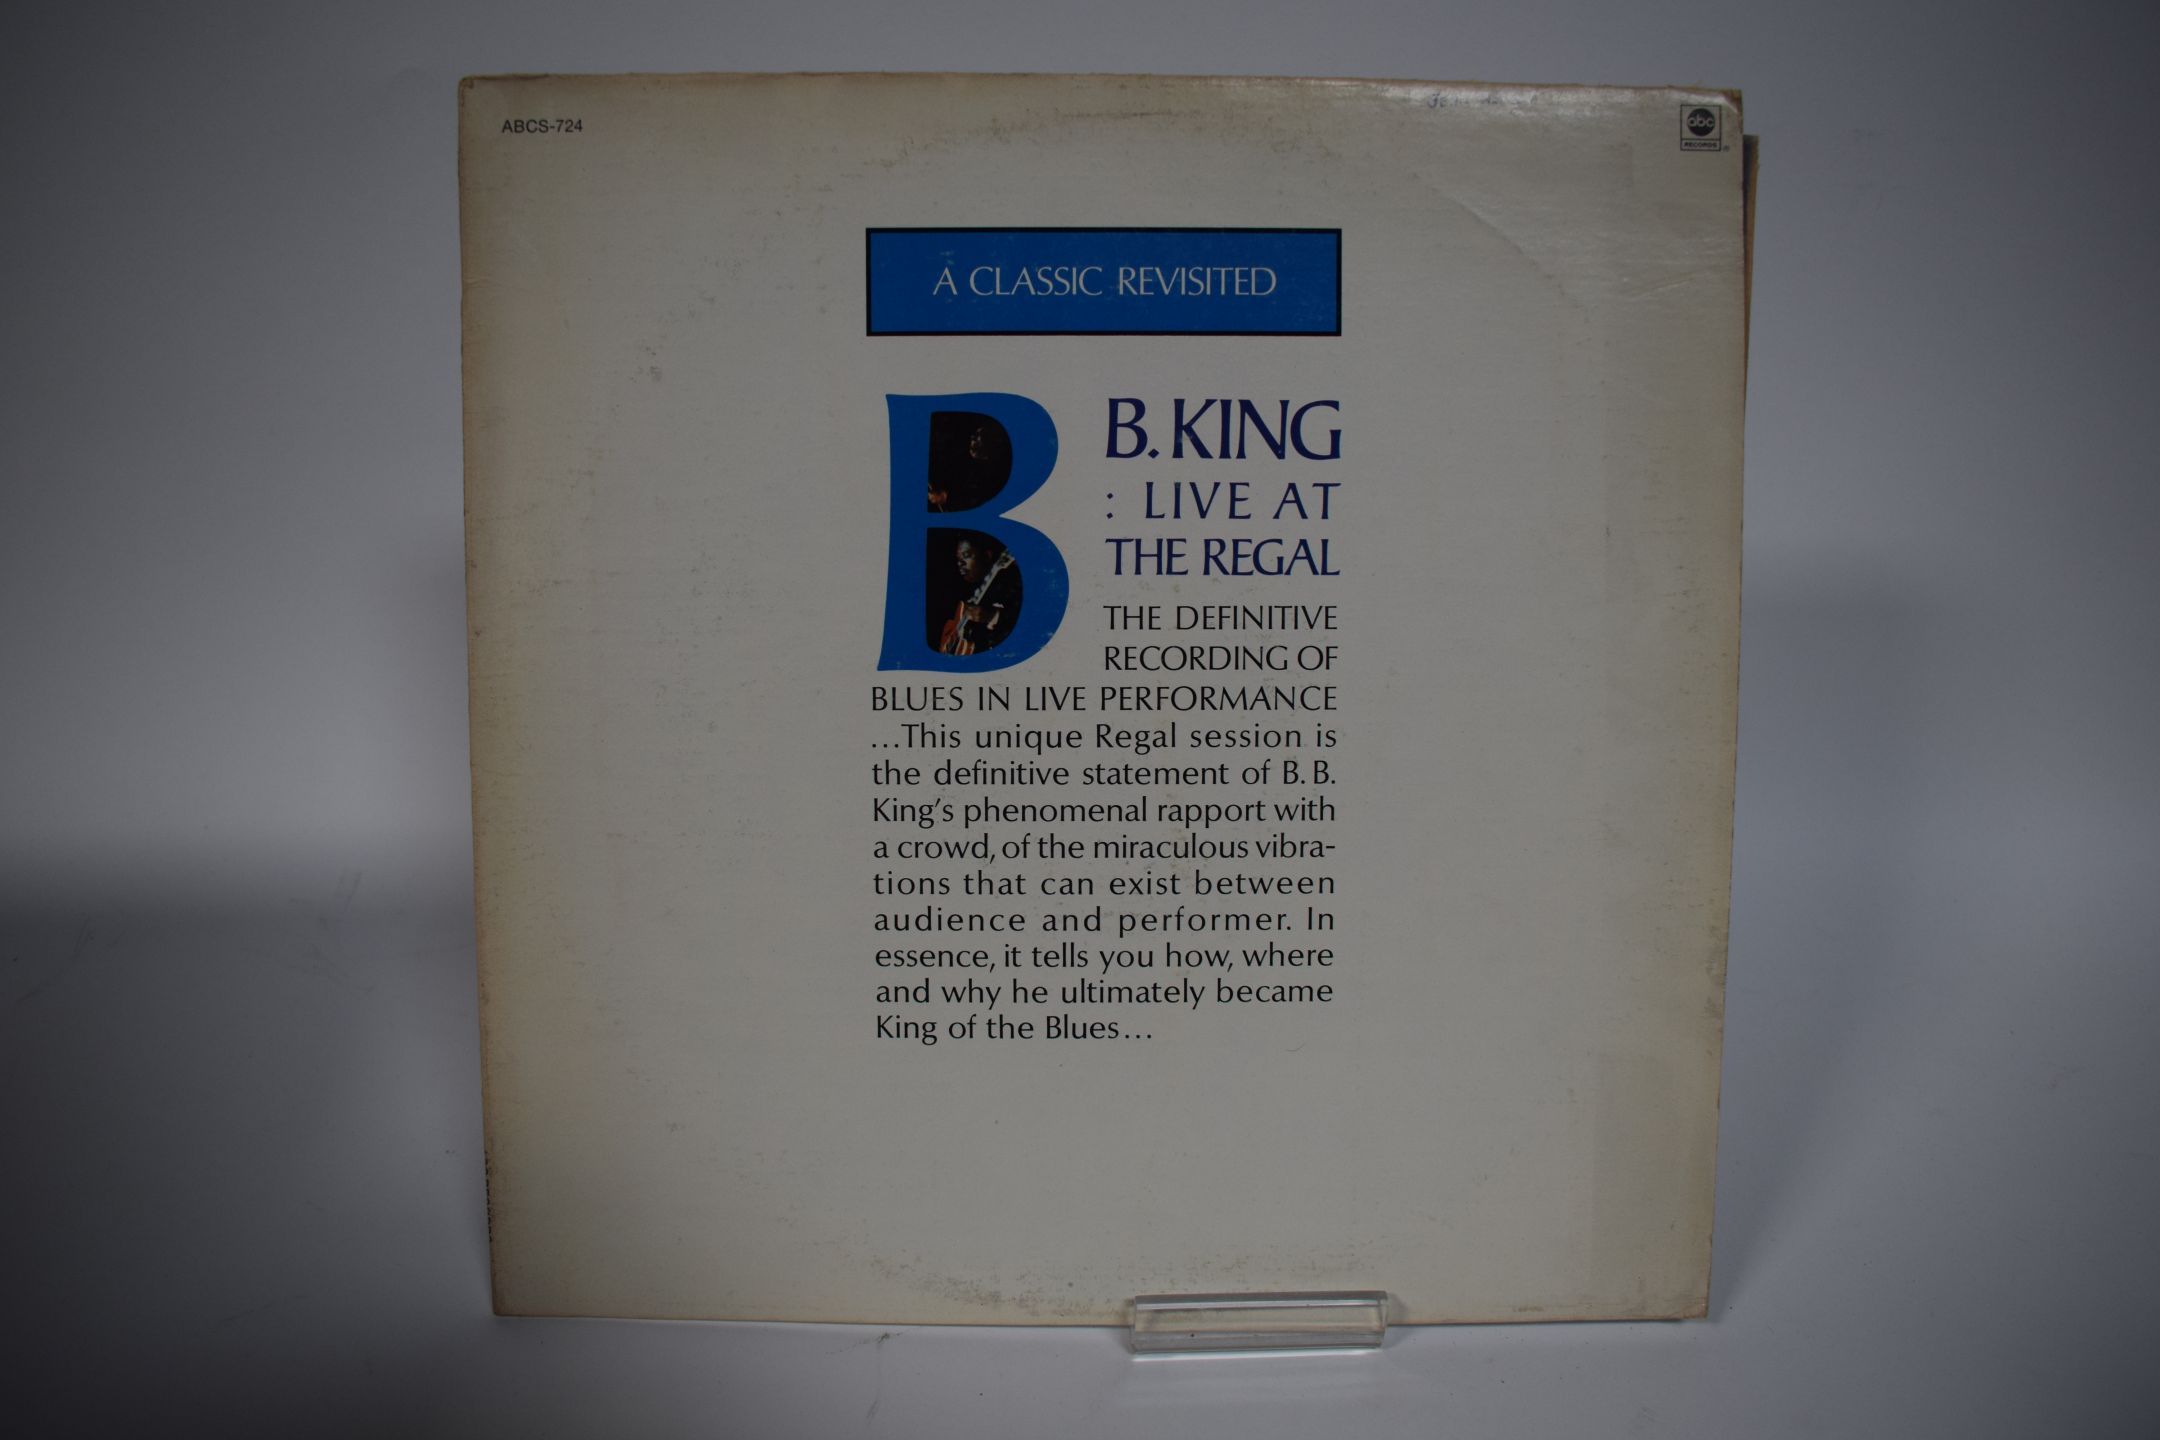 ABCS-724
abc
RECORDS
A CLASSIC REVISITED
B B. KING
: LIVE AT
THE REGAL
THE DEFINITIVE
RECORDING OF
BLUES IN LIVE PERFORMANCE
...This unique Regal session is
the definitive statement of B. B.
King's phenomenal rapport with
a crowd, of the miraculous vibra-
tions that can exist between
audience and performer. In
essence, it tells you how, where
and why he ultimately became
King of the Blues...